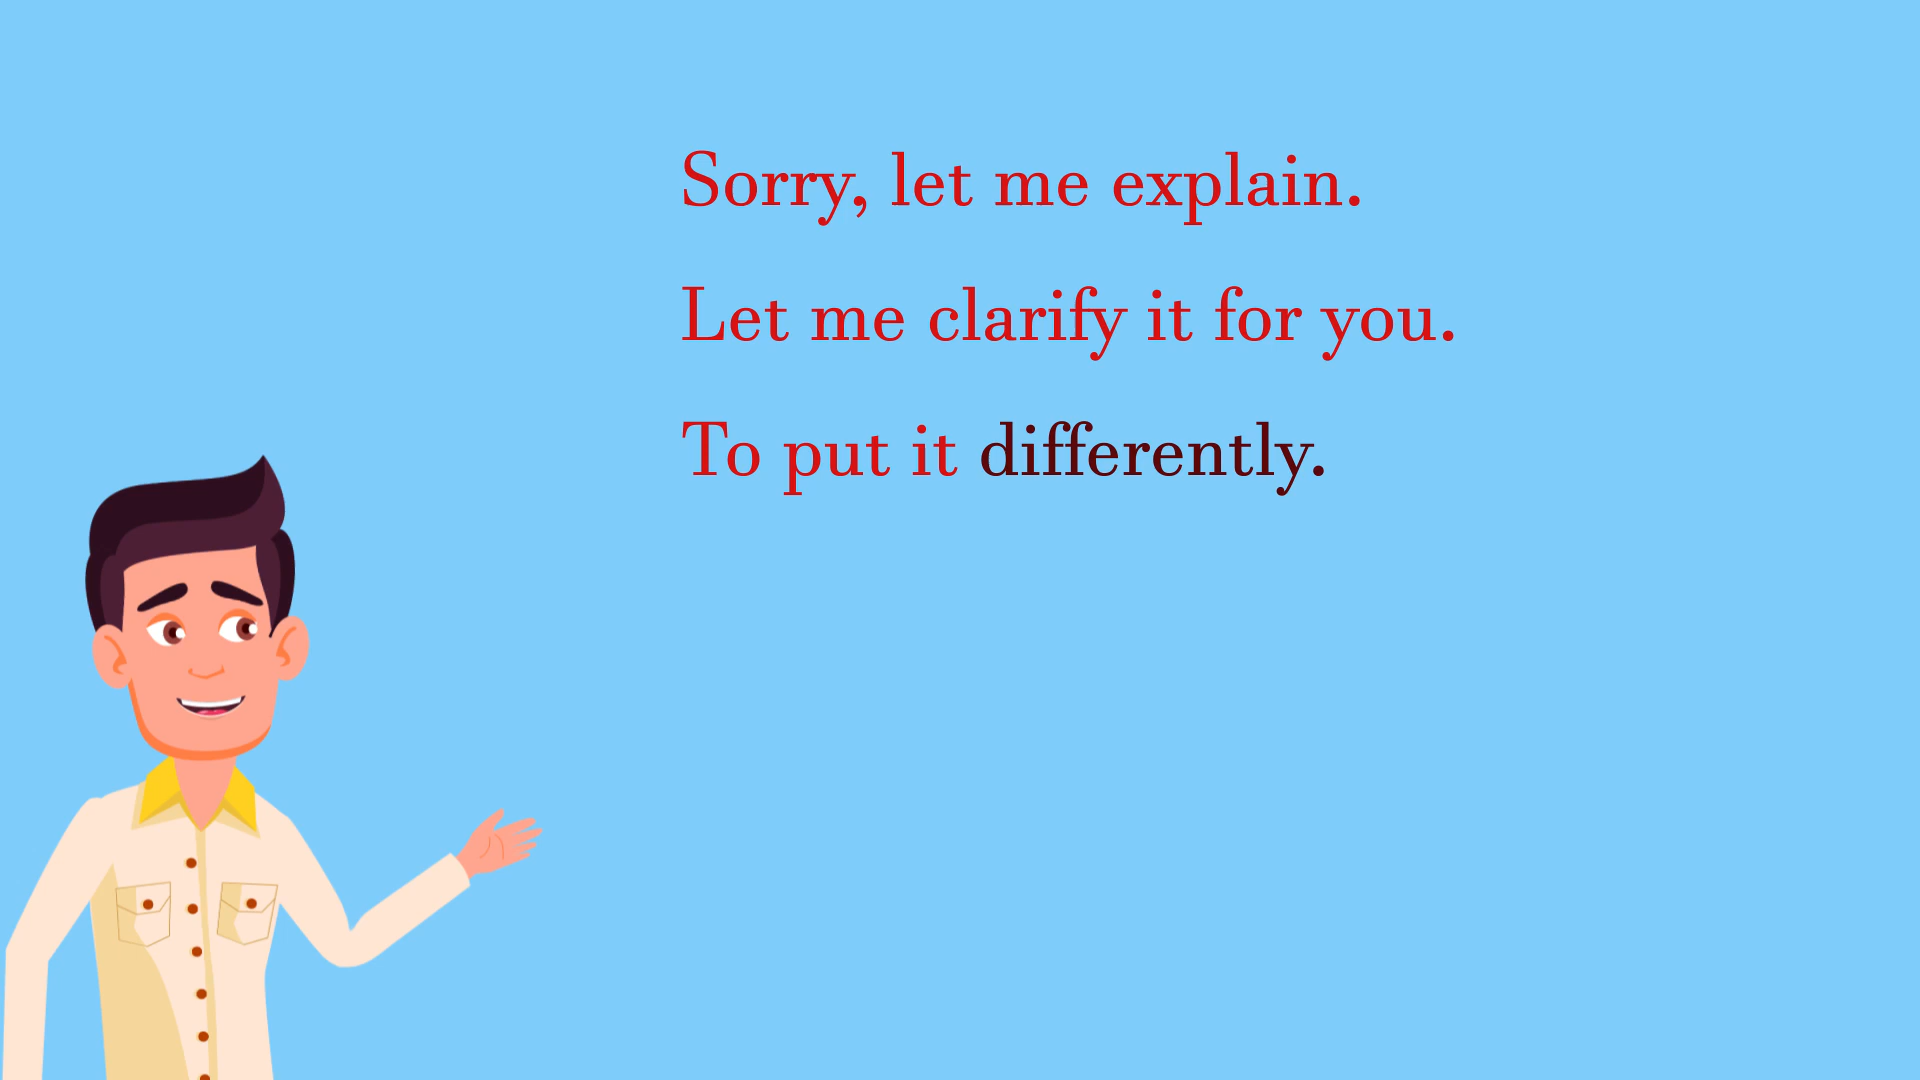 Sorry, let me explain.
Let me clarify it for you.
To put it differently.